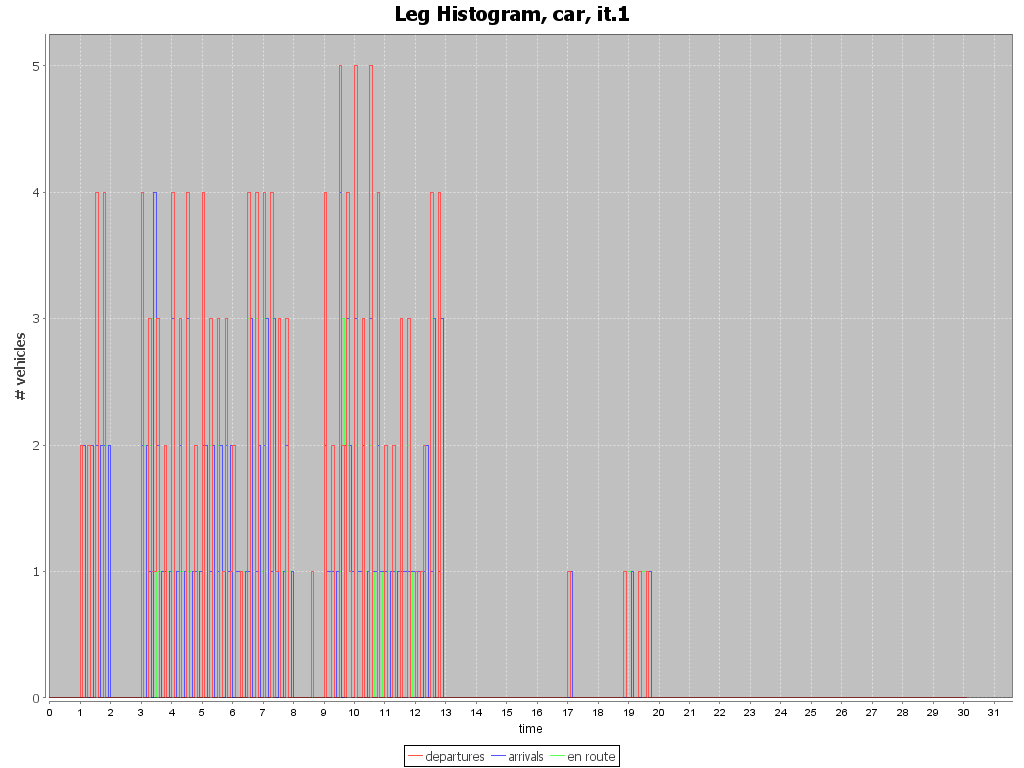 Leg Histogram, car, it.1
# vehicles
5
4
3
2
1
0
0 1 2 3 4 5 6 7 8 9 10 11 12 13 14 15 16 17 18 19 20 21 22 23 24 25 26 27 28 29 30 31
time
departures arrivals en route